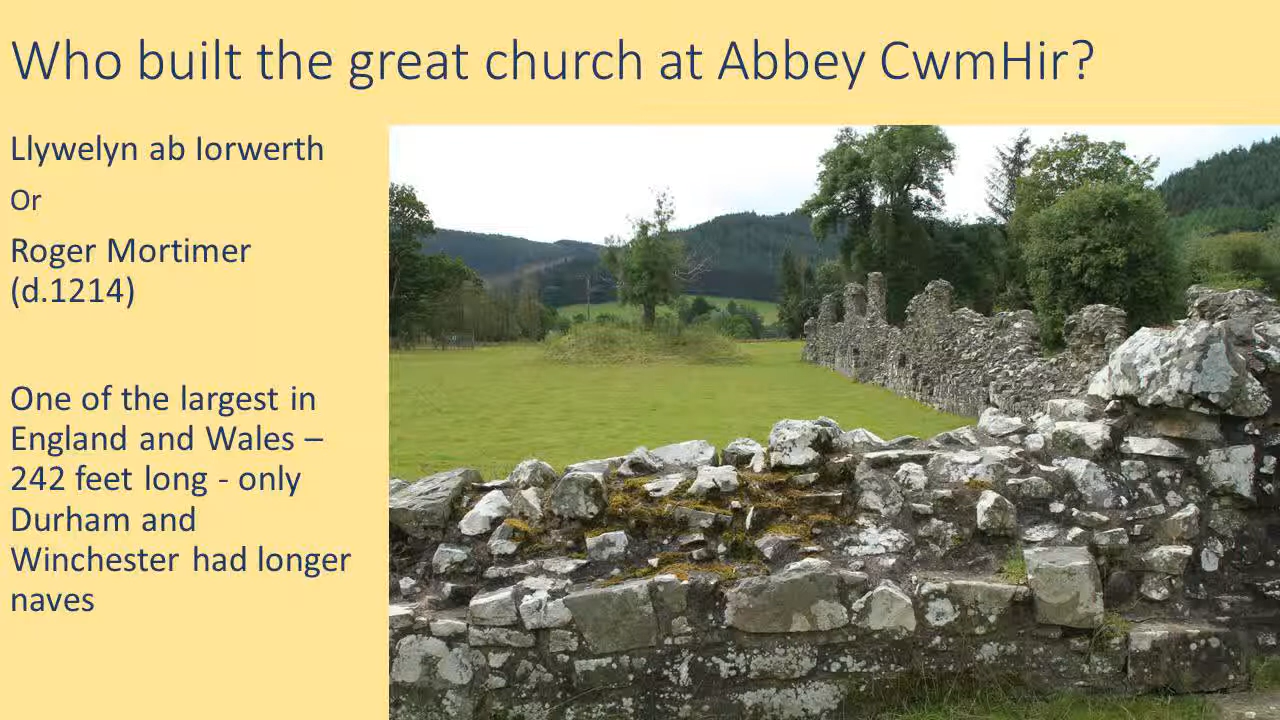 Who built the great church at Abbey CwmHir?
Llywelyn ab Iorwerth
Or
Roger Mortimer
(d.1214)
One of the largest in
England and Wales –
242 feet long - only
Durham and
Winchester had longer
naves